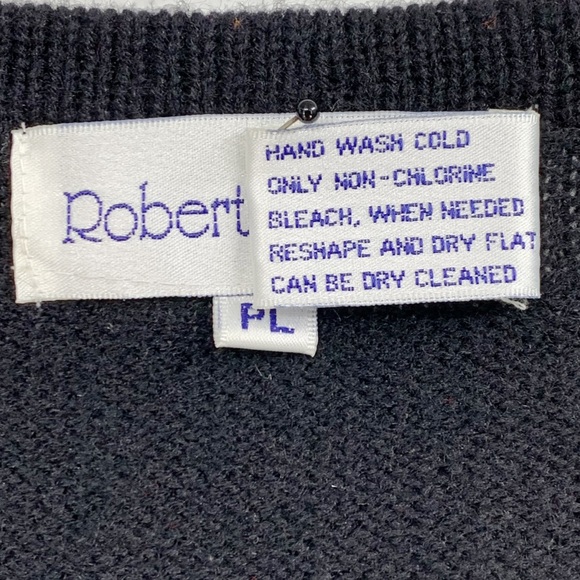 Robert
HAND WASH COLD
ONLY NON-CHLORINE
BLEACH, WHEN NEEDED
RESHAPE AND DRY FLAT
CAN BE DRY CLEANED
PL